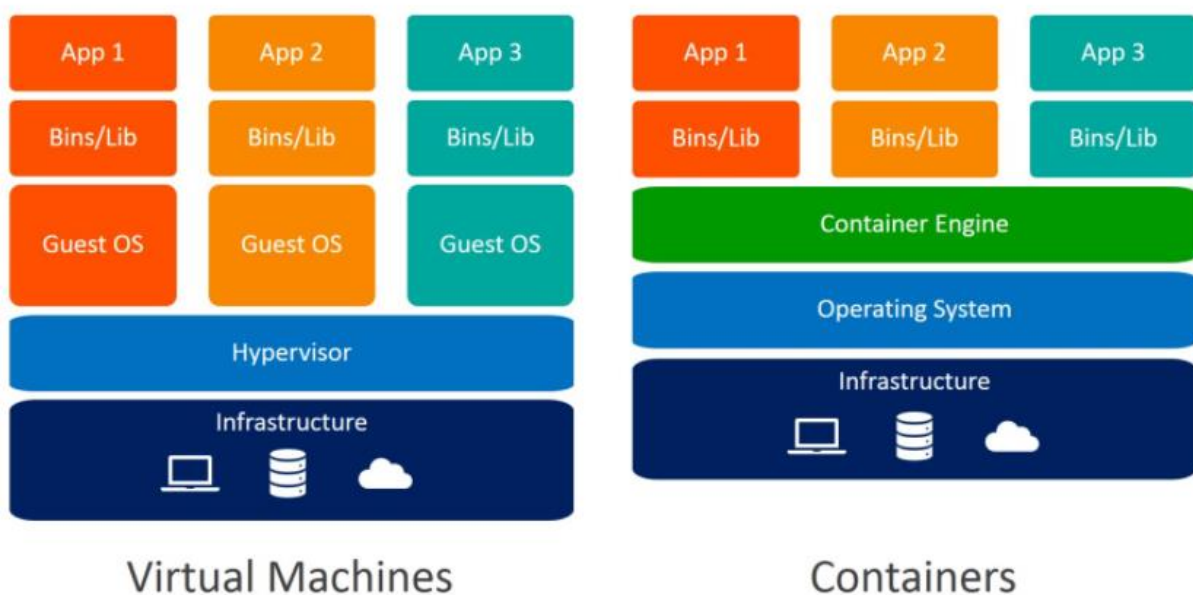 App 1
App 2
App 3
Bins/Lib
Bins/Lib
Bins/Lib
Guest OS
Guest OS
Guest OS
Hypervisor
Infrastructure
Virtual Machines
App 1
App 2
App 3
Bins/Lib
Bins/Lib
Bins/Lib
Container Engine
Operating System
Infrastructure
Containers